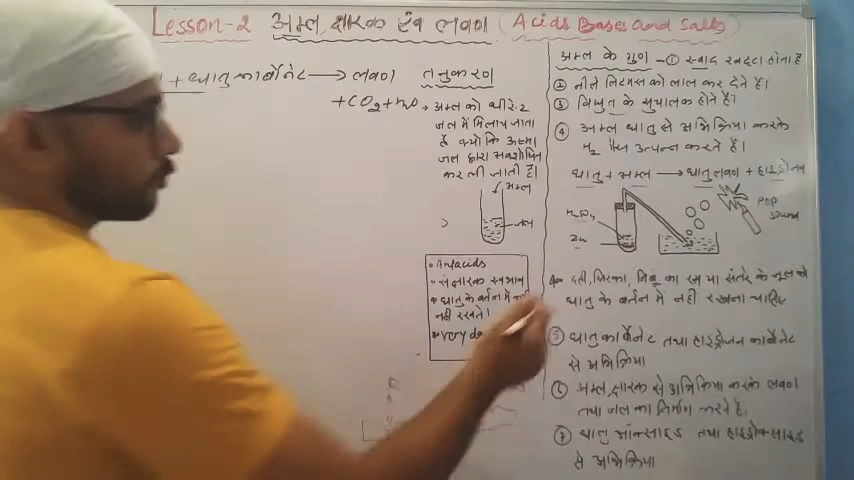 Lesson-2 अम्ल, क्षारक एवं लवण (Acids Bases and Salts)
+ धातु कार्बोनेट → लवण
+CO2+H2O
तनुकरण
→ अम्ल को धीरे-2
जल में मिलाया जाता
है क्योंकि
जल द्वारा अवशोषित
कर ली जाती है।
अम्ल
जल
• Antacids
• संक्षारक स्वभाव
• धातु के बर्तन में
नहीं रखते।
• Very
अम्ल के गुण - ① स्वाद खट्टा होता है
② नीले लिटमस को लाल कर देते हैं।
③ विद्युत के सुचालक होते हैं।
④ अम्ल धातु से अभिक्रिया करके
H2 गैस उत्पन्न करते हैं।
धातु + अम्ल → धातु लवण + हाइड्रोजन
H2SO4
Zn
Pop
sound
दही, सिरका, निंबू का रस या संतरे के जूस को
धातु के बर्तन में नहीं रखना चाहिए
⑤ धातु कार्बोनेट तथा हाइड्रोजन कार्बोनेट
से अभिक्रिया
⑥ अम्ल, क्षारक से अभिक्रिया करके लवण
तथा जल का निर्माण करते है,
⑦ धातु ऑक्साइड तथा हाइड्रोक्साइड
से अभिक्रिया